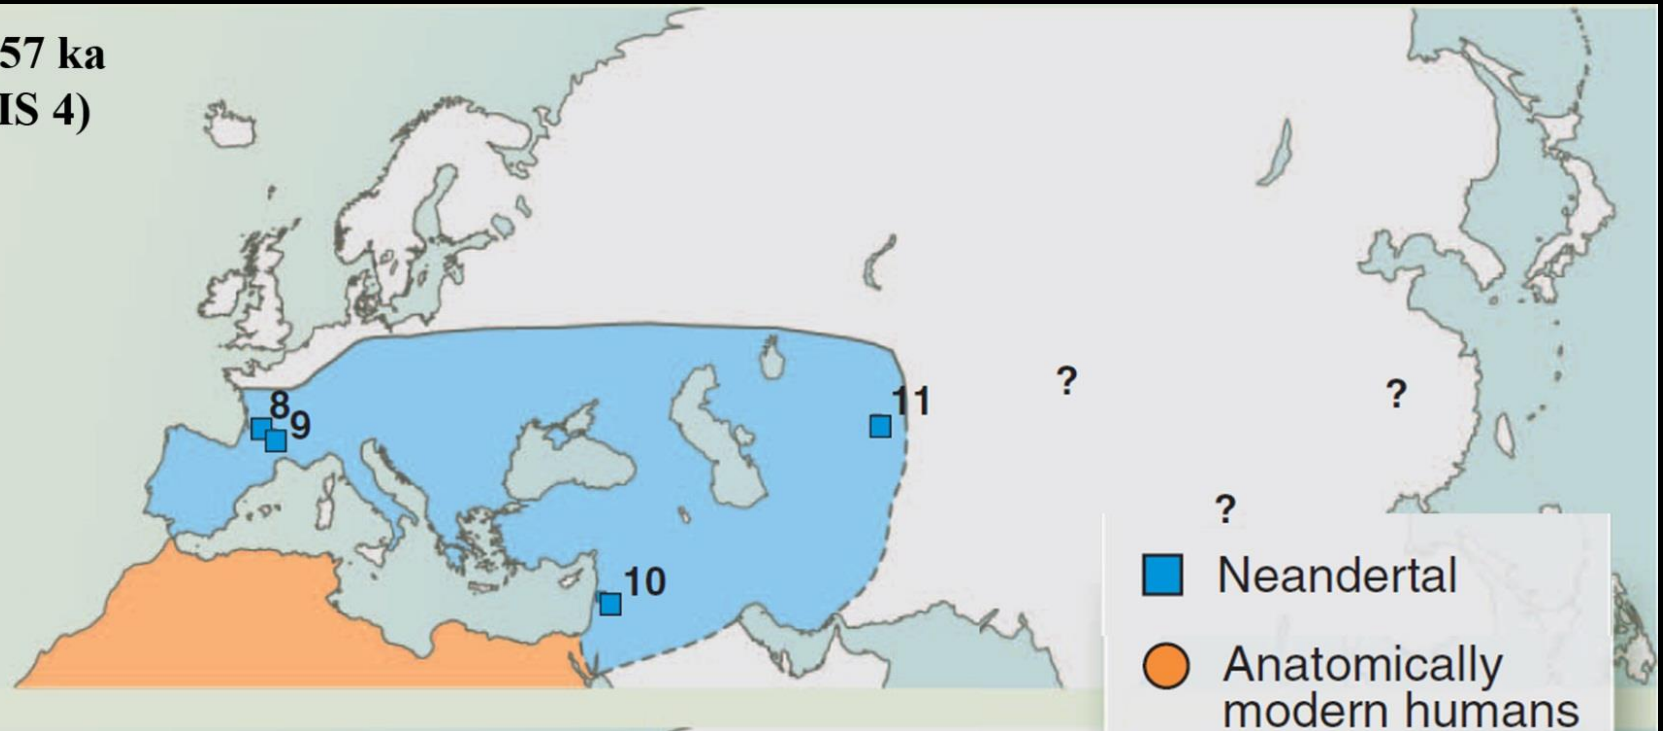 57 ka
IS 4)
8
9
11
?
?
?
10
Neandertal
Anatomically
modern humans